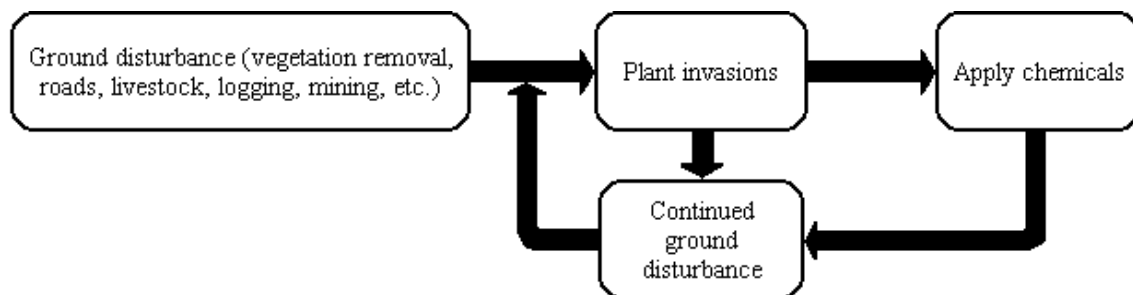 Ground disturbance (vegetation removal,
roads, livestock, logging, mining, etc.)
Plant invasions
Apply chemicals
Continued
ground
disturbance